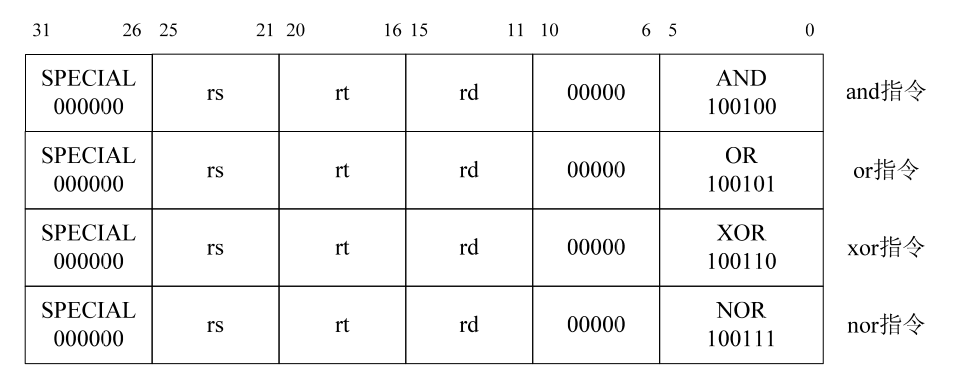 31 26 25 21 20 16 15 11 10 6 5 0
SPECIAL AND
rs rt rd 00000 and指令
000000 100100
SPECIAL OR
rs rt rd 00000 or指令
000000 100101
SPECIAL XOR
rs rt rd 00000 xor指令
000000 100110
SPECIAL NOR
rs rt rd 00000 nor指令
000000 100111